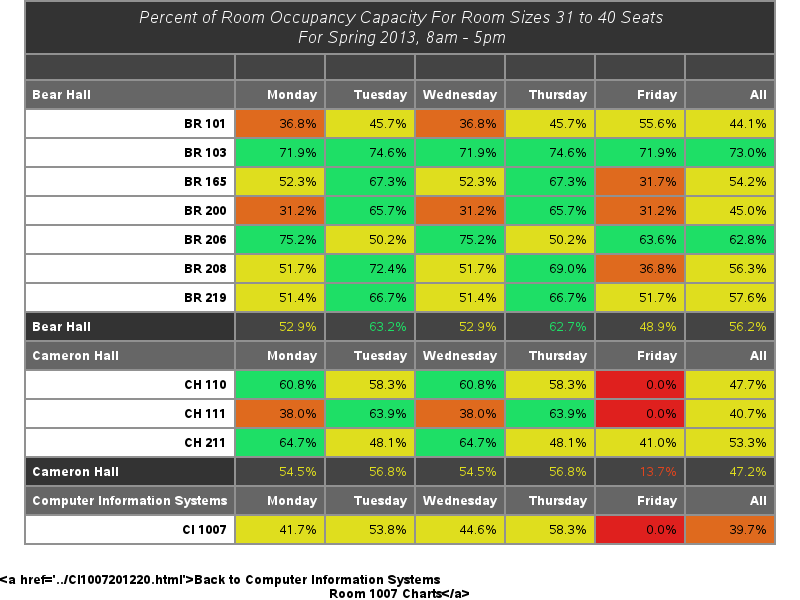 Percent of Room Occupancy Capacity For Room Sizes 31 to 40 Seats
For Spring 2013, 8am - 5pm
Bear Hall Monday Tuesday Wednesday Thursday Friday All
BR 101 36.8% 45.7% 36.8% 45.7% 55.6% 44.1%
BR 103 71.9% 74.6% 71.9% 74.6% 71.9% 73.0%
BR 165 52.3% 67.3% 52.3% 67.3% 31.7% 54.2%
BR 200 31.2% 65.7% 31.2% 65.7% 31.2% 45.0%
BR 206 75.2% 50.2% 75.2% 50.2% 63.6% 62.8%
BR 208 51.7% 72.4% 51.7% 69.0% 36.8% 56.3%
BR 219 51.4% 66.7% 51.4% 66.7% 51.7% 57.6%
Bear Hall 52.9% 63.2% 52.9% 62.7% 48.9% 56.2%
Cameron Hall Monday Tuesday Wednesday Thursday Friday All
CH 110 60.8% 58.3% 60.8% 58.3% 0.0% 47.7%
CH 111 38.0% 63.9% 38.0% 63.9% 0.0% 40.7%
CH 211 64.7% 48.1% 64.7% 48.1% 41.0% 53.3%
Cameron Hall 54.5% 56.8% 54.5% 56.8% 13.7% 47.2%
Computer Information Systems Monday Tuesday Wednesday Thursday Friday All
CI 1007 41.7% 53.8% 44.6% 58.3% 0.0% 39.7%
<a href='../CI1007201220.html'>Back to Computer Information Systems
Room 1007 Charts</a>